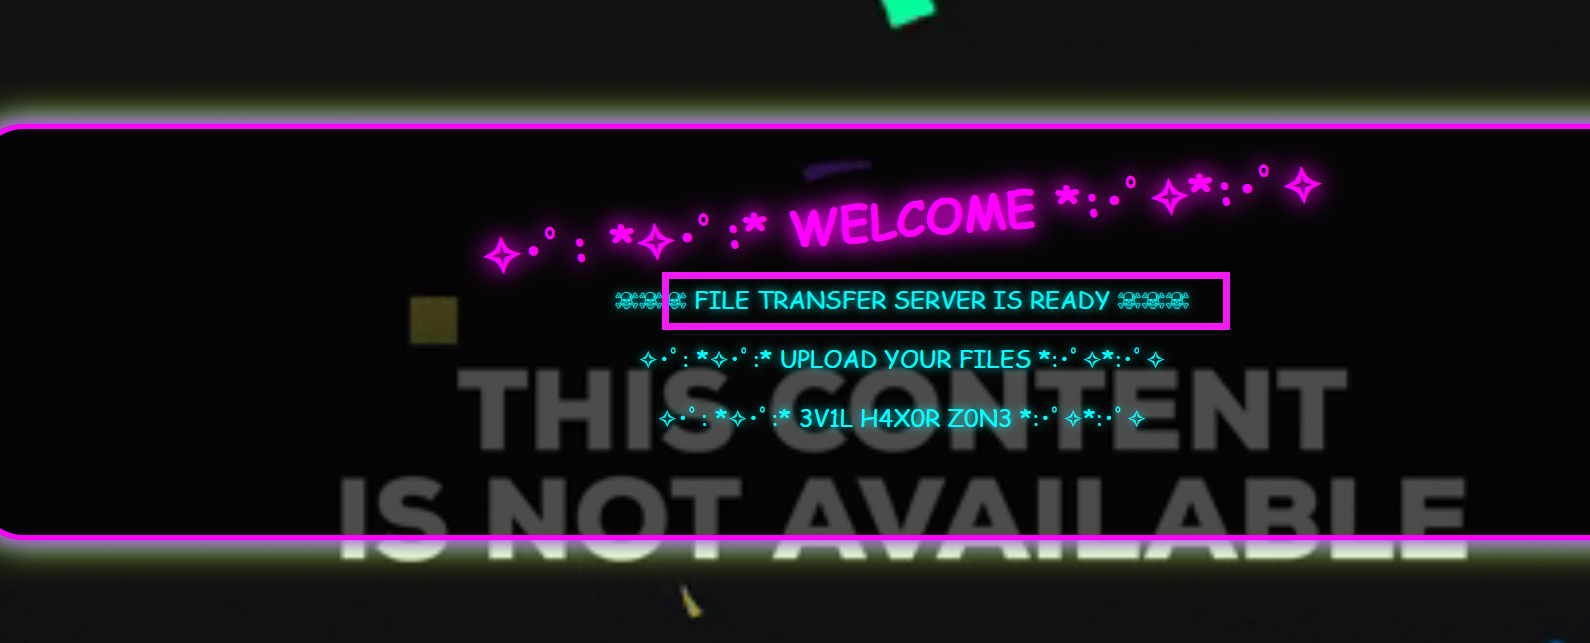 ✧･ﾟ: *✧･ﾟ:* WELCOME *:･ﾟ✧*:･ﾟ✧
☠☠☠ FILE TRANSFER SERVER IS READY ☠☠☠
✧･ﾟ: *✧･ﾟ:* UPLOAD YOUR FILES *:･ﾟ✧*:･ﾟ✧
THIS CONTENT
✧･ﾟ: *✧･ﾟ:* 3V1L H4X0R Z0N3 *:･ﾟ✧*:･ﾟ✧
IS NOT AVAILABLE